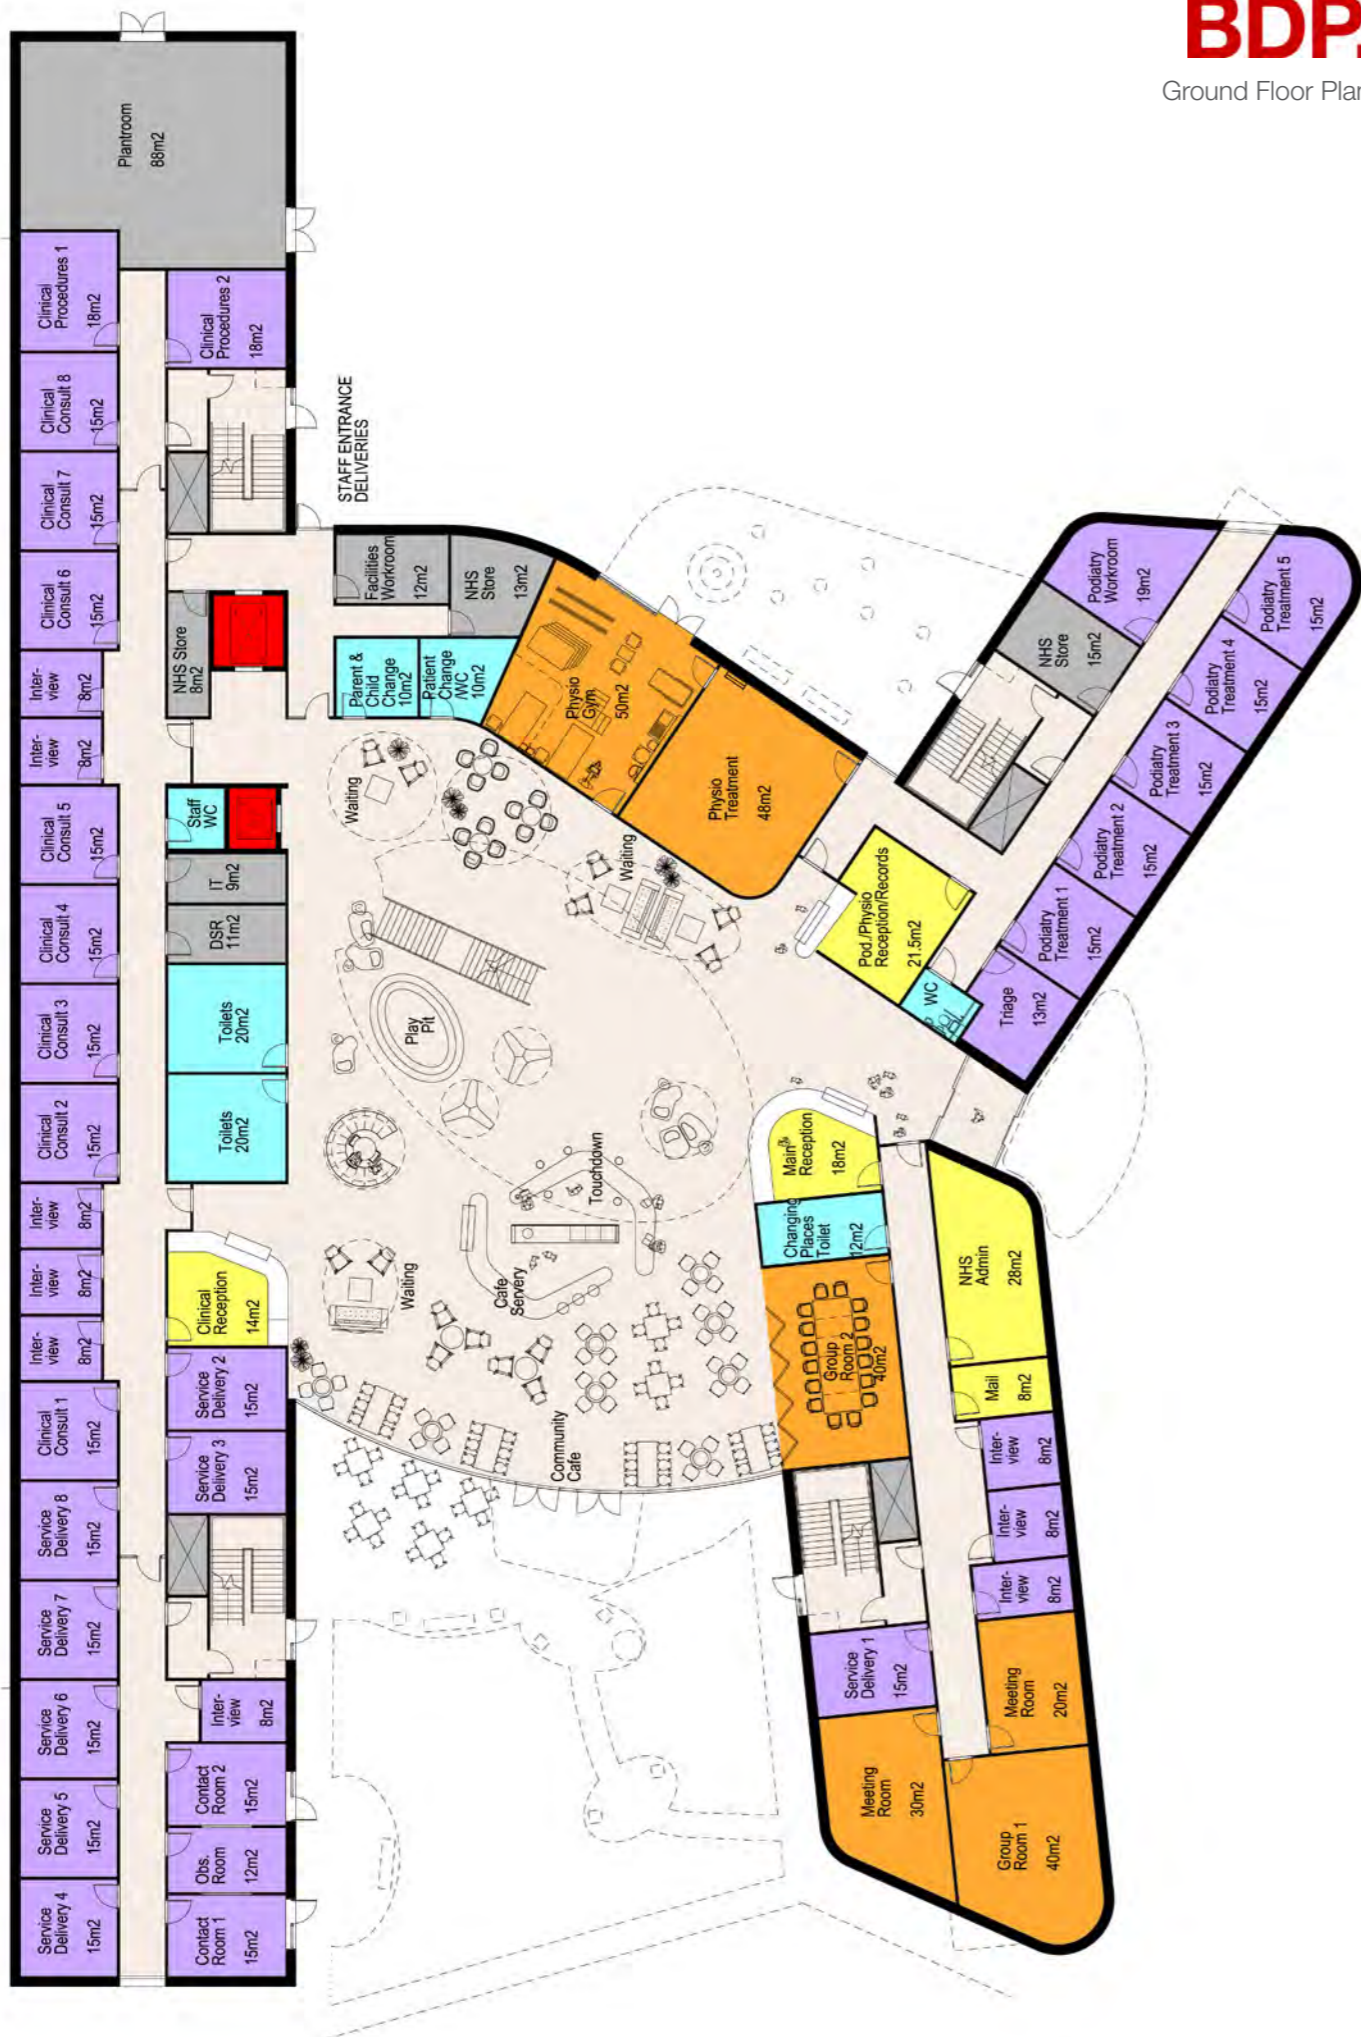 BDP.
Ground Floor Plan
Plantroom
88m2
Clinical
Procedures 1
18m2
Clinical
Procedures 2
18m2
Clinical
Consult 8
15m2
Clinical
Consult 7
15m2
Clinical
Consult 6
15m2
Inter-
view
8m2
Inter-
view
8m2
Clinical
Consult 5
15m2
Clinical
Consult 4
15m2
Clinical
Consult 3
15m2
Clinical
Consult 2
15m2
Inter-
view
8m2
Inter-
view
8m2
Inter-
view
8m2
Clinical
Consult 1
15m2
Service
Delivery 8
15m2
Service
Delivery 7
15m2
Service
Delivery 6
15m2
Service
Delivery 5
15m2
Service
Delivery 4
15m2
STAFF ENTRANCE
DELIVERIES
NHS Store
8m2
Staff
WC
IT
9m2
DSR
11m2
Toilets
20m2
Toilets
20m2
Clinical
Reception
14m2
Service
Delivery 2
15m2
Service
Delivery 3
15m2
Inter-
view
8m2
Contact
Room 2
15m2
Obs.
Room
12m2
Contact
Room 1
15m2
Facilities
Workroom
12m2
NHS
Store
13m2
Parent &
Child
Change
10m2
Patient
Change
/WC
10m2
Physio
Gym
50m2
Physio
Treatment
48m2
Waiting
Waiting
Play
Pit
Touchdown
Cafe
Servery
Waiting
Community
Cafe
Pod./Physio
Reception/Records
21.5m2
WC
Triage
13m2
Podiatry
Treatment 1
15m2
Podiatry
Treatment 2
15m2
Podiatry
Treatment 3
15m2
Podiatry
Treatment 4
15m2
Podiatry
Treatment 5
15m2
Podiatry
Workroom
19m2
NHS
Store
15m2
Main
Reception
18m2
Changing
Places
Toilet
12m2
Group
Room 2
40m2
NHS
Admin
28m2
Mail
8m2
Inter-
view
8m2
Inter-
view
8m2
Inter-
view
8m2
Service
Delivery 1
15m2
Meeting
Room
20m2
Meeting
Room
30m2
Group
Room 1
40m2